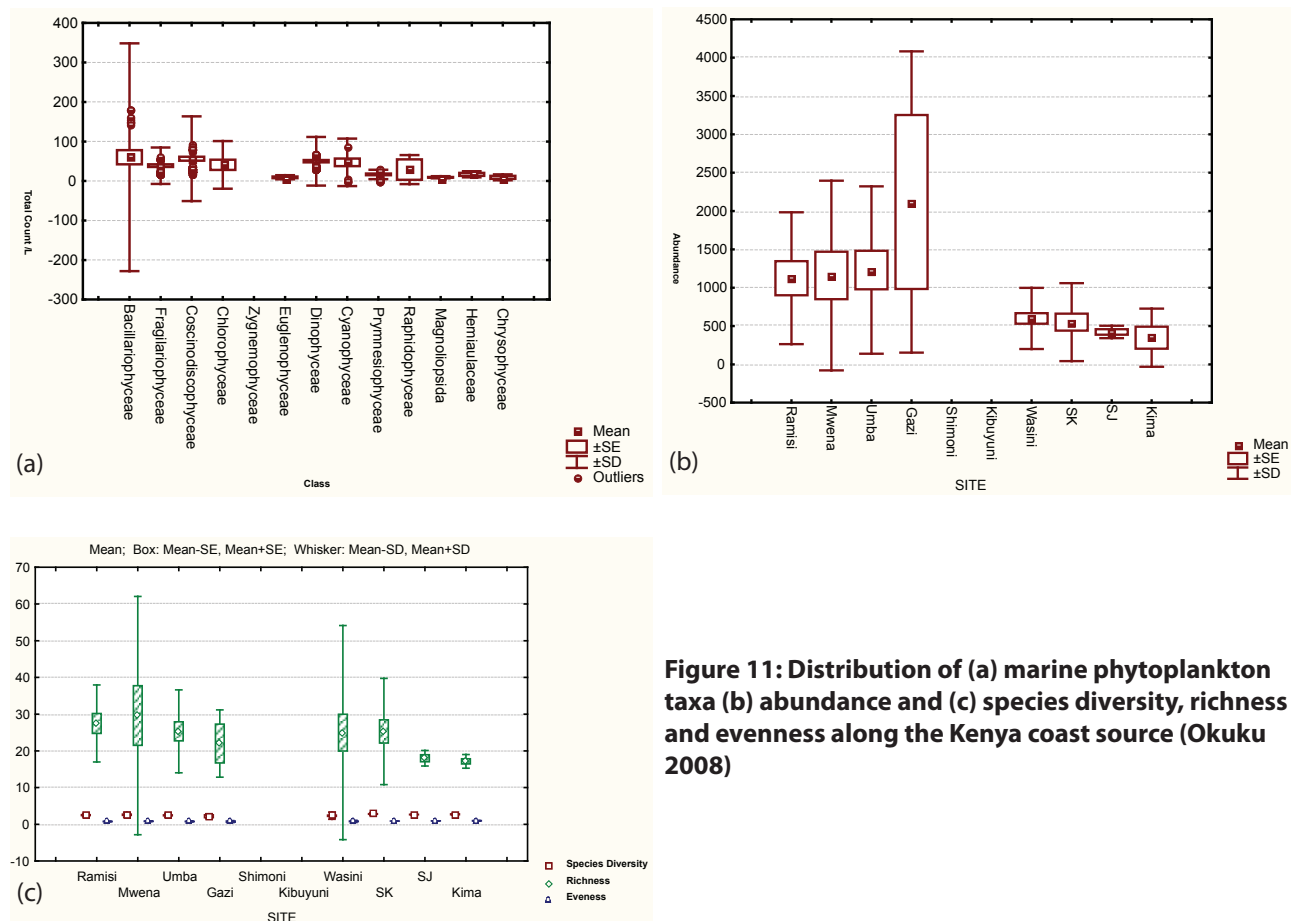 400
300
200
100
0
-100
-200
-300
Total Count /L
Bacillariophyceae
Fragilariophyceae
Coscinodiscophyceae
Chlorophyceae
Zygnemophyceae
Euglenophyceae
Dinophyceae
Cyanophyceae
Prymnesiophyceae
Raphidophyceae
Magnoliopsida
Hemiaulaceae
Chrysophyceae
Class
Mean
±SE
±SD
Outliers
(a)
4500
4000
3500
3000
2500
2000
1500
1000
500
0
-500
Abundance
Ramisi
Mwena
Umba
Gazi
Shimoni
Kibuyuni
Wasini
SK
SJ
Kima
SITE
Mean
±SE
±SD
(b)
Mean; Box: Mean-SE, Mean+SE; Whisker: Mean-SD, Mean+SD
70
60
50
40
30
20
10
0
-10
Ramisi Umba Shimoni Wasini SJ
Mwena Gazi Kibuyuni SK Kima
SITE
Species Diversity
Richness
Eveness
(c)
Figure 11: Distribution of (a) marine phytoplankton
taxa (b) abundance and (c) species diversity, richness
and evenness along the Kenya coast source (Okuku
2008)